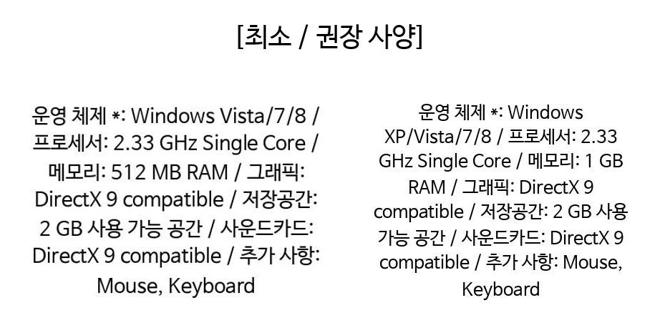 [최소 / 권장 사양]
운영 체제 *: Windows Vista/7/8 /
프로세서: 2.33 GHz Single Core /
메모리: 512 MB RAM / 그래픽:
DirectX 9 compatible / 저장공간:
2 GB 사용 가능 공간 / 사운드카드:
DirectX 9 compatible / 추가 사항:
Mouse, Keyboard
운영 체제 *: Windows
XP/Vista/7/8 / 프로세서: 2.33
GHz Single Core / 메모리: 1 GB
RAM / 그래픽: DirectX 9
compatible / 저장공간: 2 GB 사용
가능 공간 / 사운드카드: DirectX 9
compatible / 추가 사항: Mouse,
Keyboard